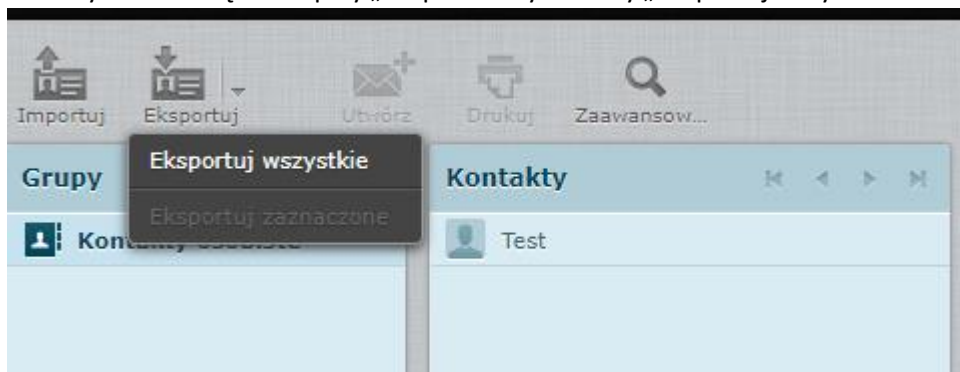 Importuj Eksportuj Utwórz Drukuj Zaawansow...
Eksportuj wszystkie
Eksportuj zaznaczone
Grupy
Kontakty
Test